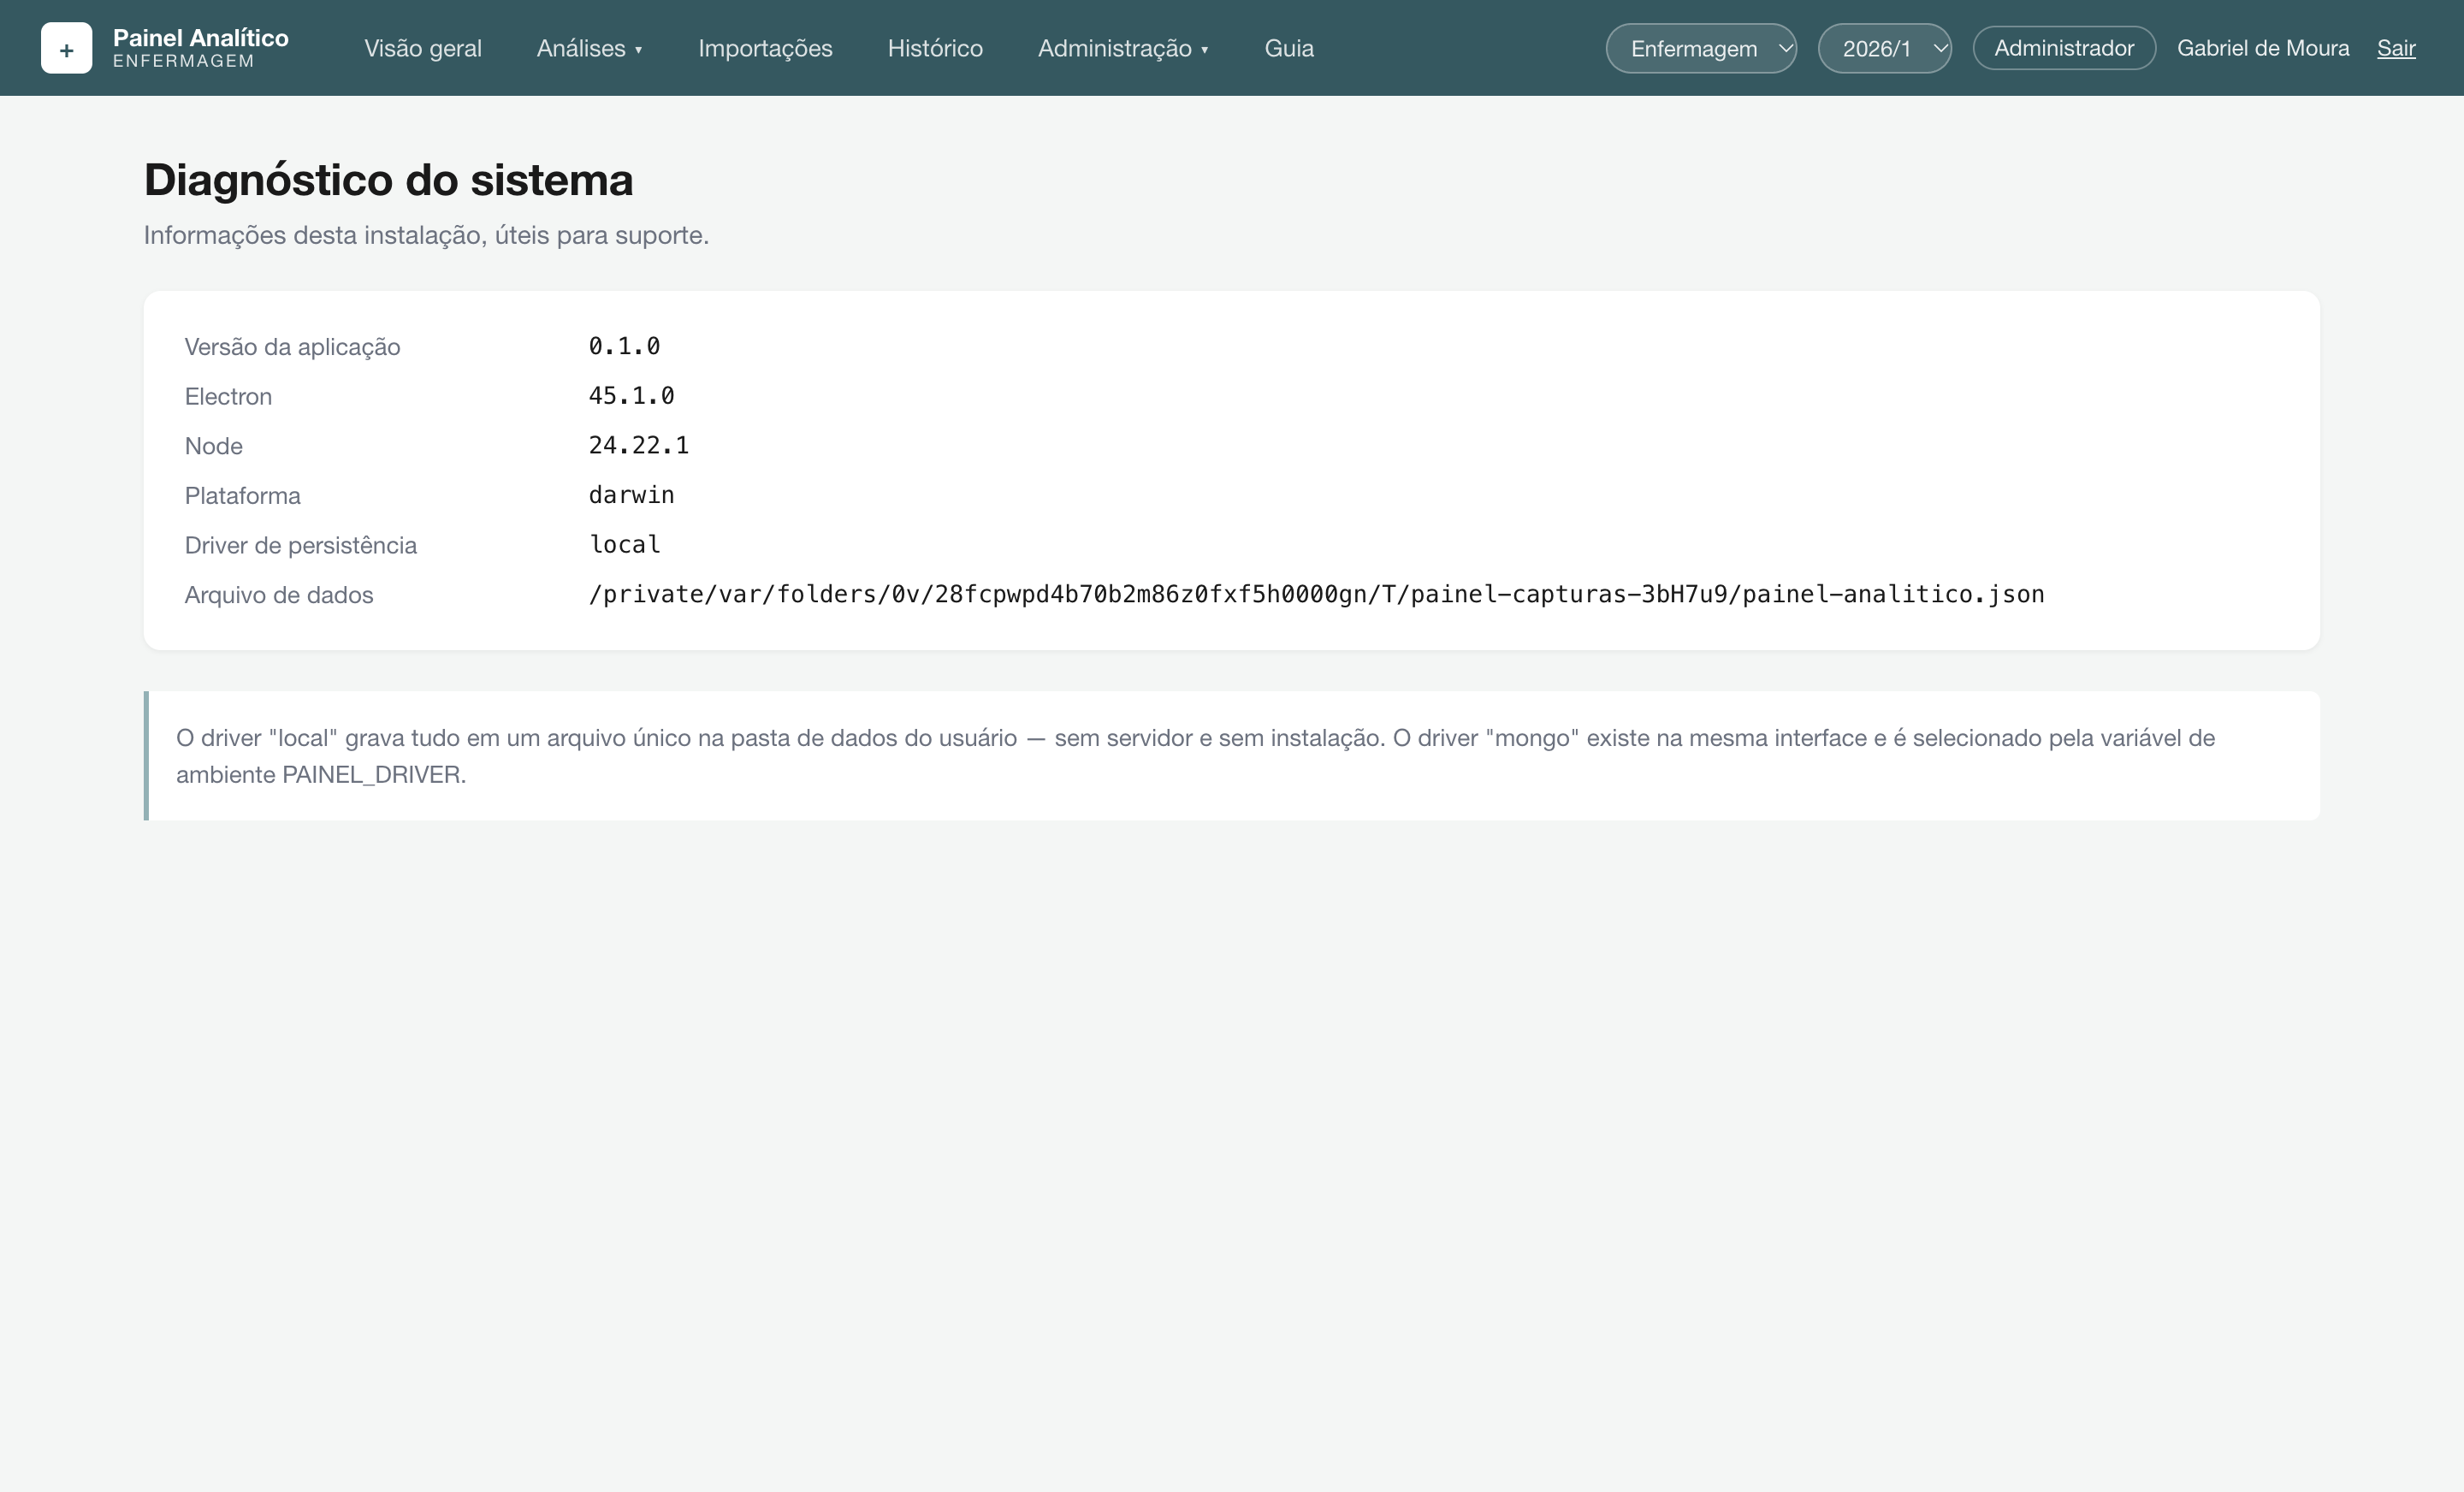 +
Painel Analítico
ENFERMAGEM
Visão geral
Análises ▾
Importações
Histórico
Administração ▾
Guia
Enfermagem
2026/1
Administrador
Gabriel de Moura
Sair
Diagnóstico do sistema
Informações desta instalação, úteis para suporte.
Versão da aplicação 0.1.0
Electron 45.1.0
Node 24.22.1
Plataforma darwin
Driver de persistência local
Arquivo de dados /private/var/folders/0v/28fcpwpd4b70b2m86z0fxf5h0000gn/T/painel-capturas-3bH7u9/painel-analitico.json
O driver "local" grava tudo em um arquivo único na pasta de dados do usuário — sem servidor e sem instalação. O driver "mongo" existe na mesma interface e é selecionado pela variável de
ambiente PAINEL_DRIVER.